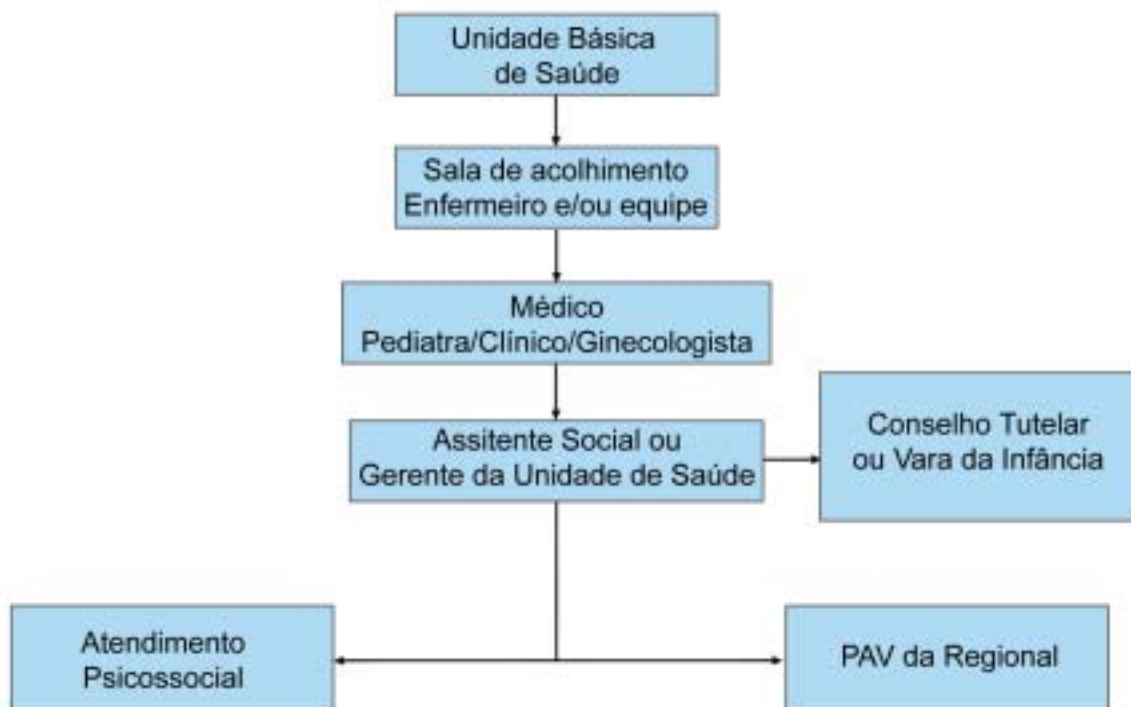 Unidade Básica
de Saúde
Sala de acolhimento
Enfermeiro e/ou equipe
Médico
Pediatra/Clínico/Ginecologista
Assitente Social ou
Gerente da Unidade de Saúde
Conselho Tutelar
ou Vara da Infância
Atendimento
Psicossocial
PAV da Regional